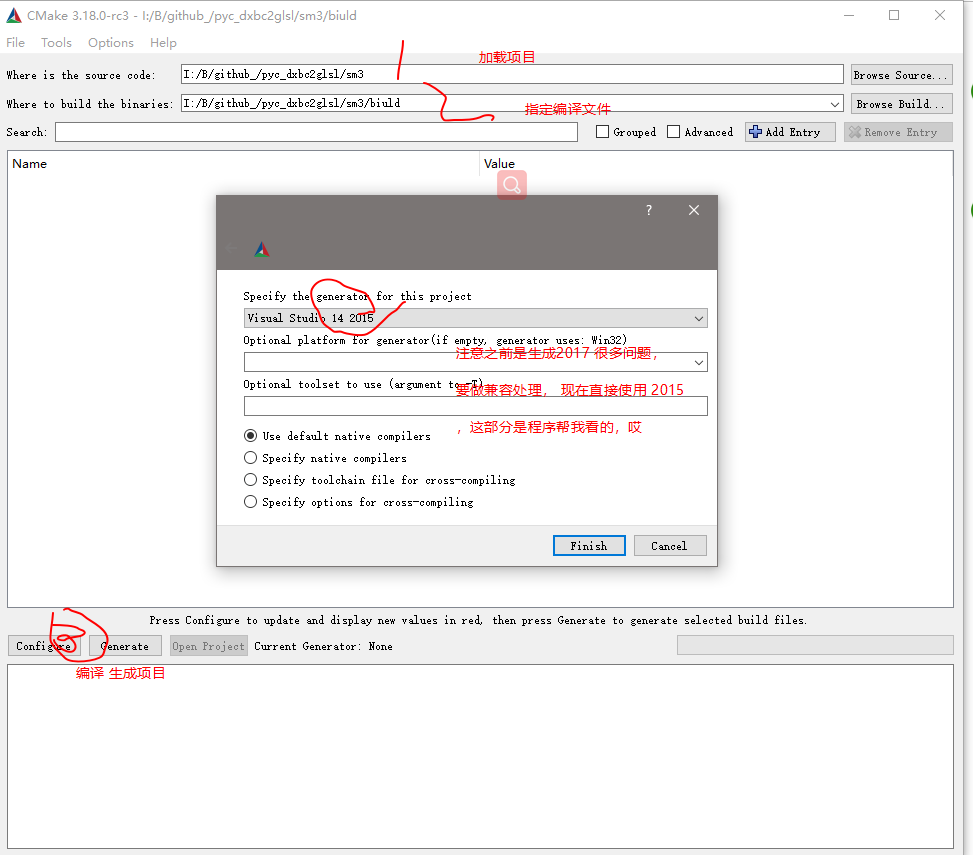 CMake 3.18.0-rc3 - I:/B/github_/pyc_dxbc2glsl/sm3/biuld
File Tools Options Help
加载项目
Where is the source code: I:/B/github_/pyc_dxbc2glsl/sm3 Browse Source...
Where to build the binaries: I:/B/github_/pyc_dxbc2glsl/sm3/biuld Browse Build...
指定编译文件
Search: Grouped Advanced Add Entry Remove Entry
Name Value
?
Specify the generator for this project
Visual Studio 14 2015
Optional platform for generator(if empty, generator uses: Win32)
注意之前是生成2017 很多问题，
Optional toolset to use (argument to -T)
要做兼容处理， 现在直接使用 2015
，这部分是程序帮我看的，哎
Use default native compilers
Specify native compilers
Specify toolchain file for cross-compiling
Specify options for cross-compiling
Finish Cancel
Press Configure to update and display new values in red, then press Generate to generate selected build files.
Configure Generate Open Project Current Generator: None
编译 生成项目